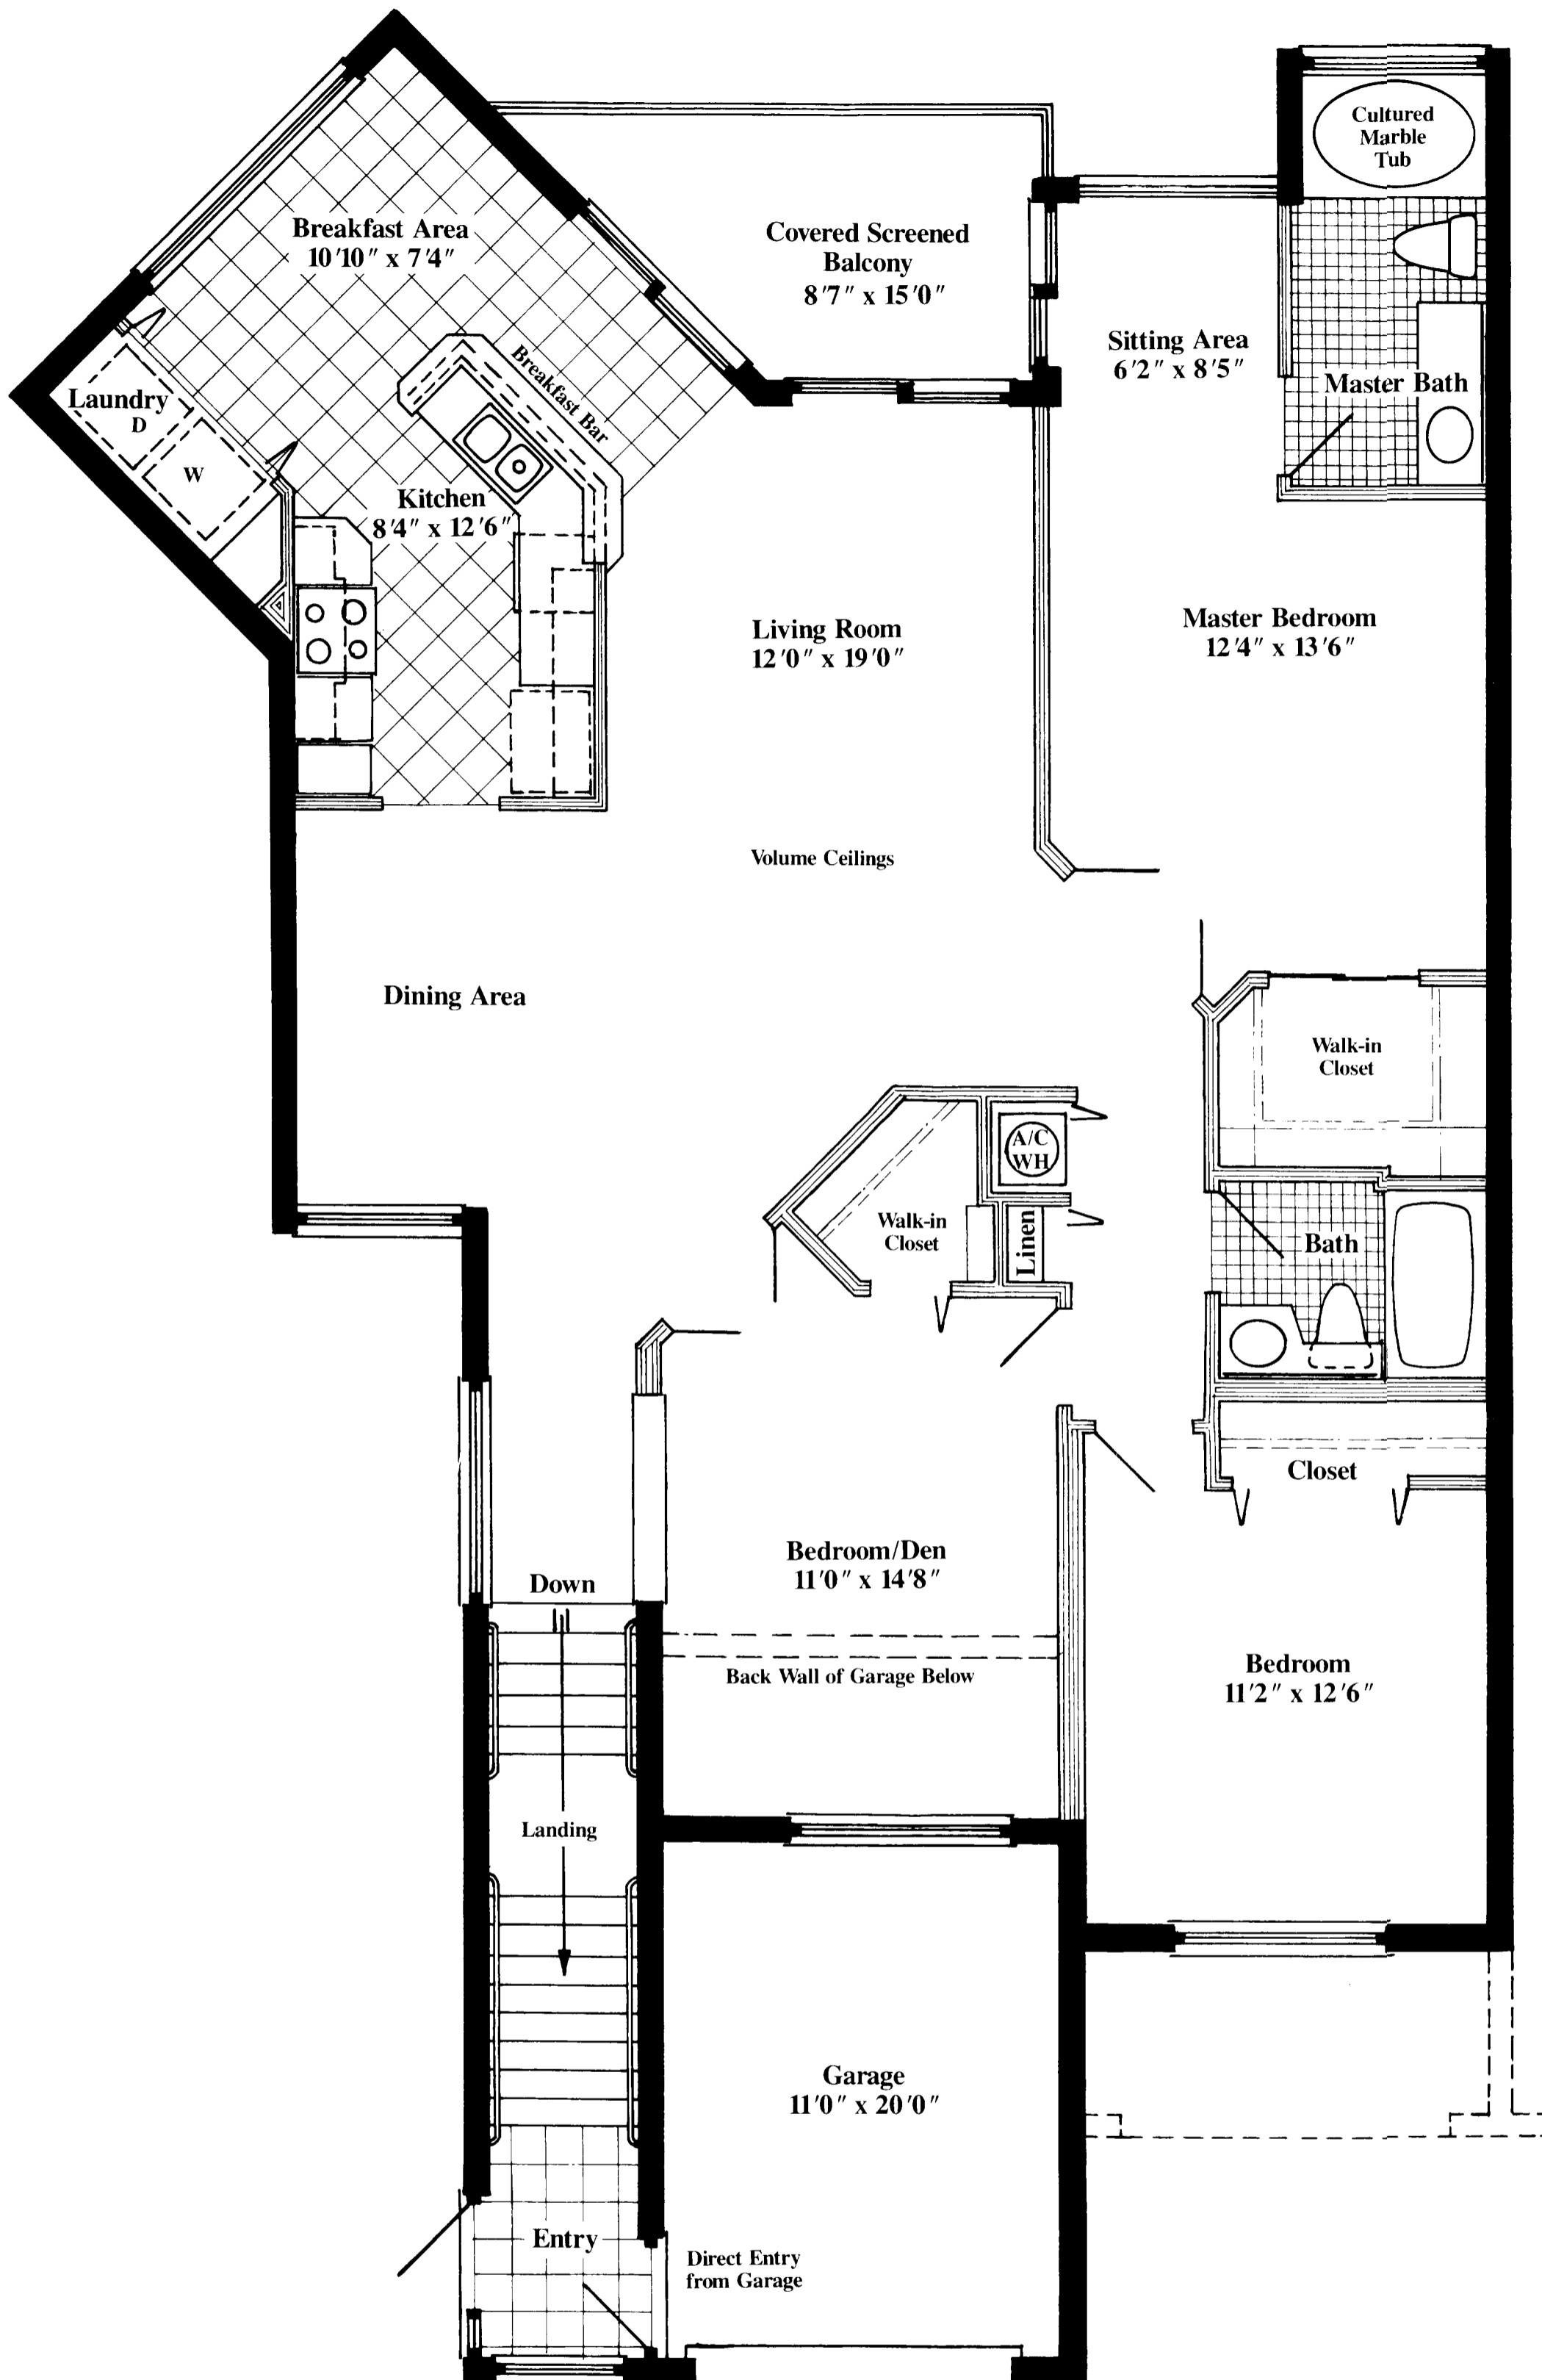 Cultured
Marble
Tub
Breakfast Area
10'10" x 7'4"
Covered Screened
Balcony
8'7" x 15'0"
Sitting Area
6'2" x 8'5"
Master Bath
Breakfast Bar
Laundry
D
W
Kitchen
8'4" x 12'6"
Living Room
12'0" x 19'0"
Master Bedroom
12'4" x 13'6"
Volume Ceilings
Dining Area
Walk-in
Closet
A/C
WH
Walk-in
Closet
Linen
Bath
Closet
Bedroom/Den
11'0" x 14'8"
Down
Back Wall of Garage Below
Bedroom
11'2" x 12'6"
Landing
Garage
11'0" x 20'0"
Entry
Direct Entry
from Garage